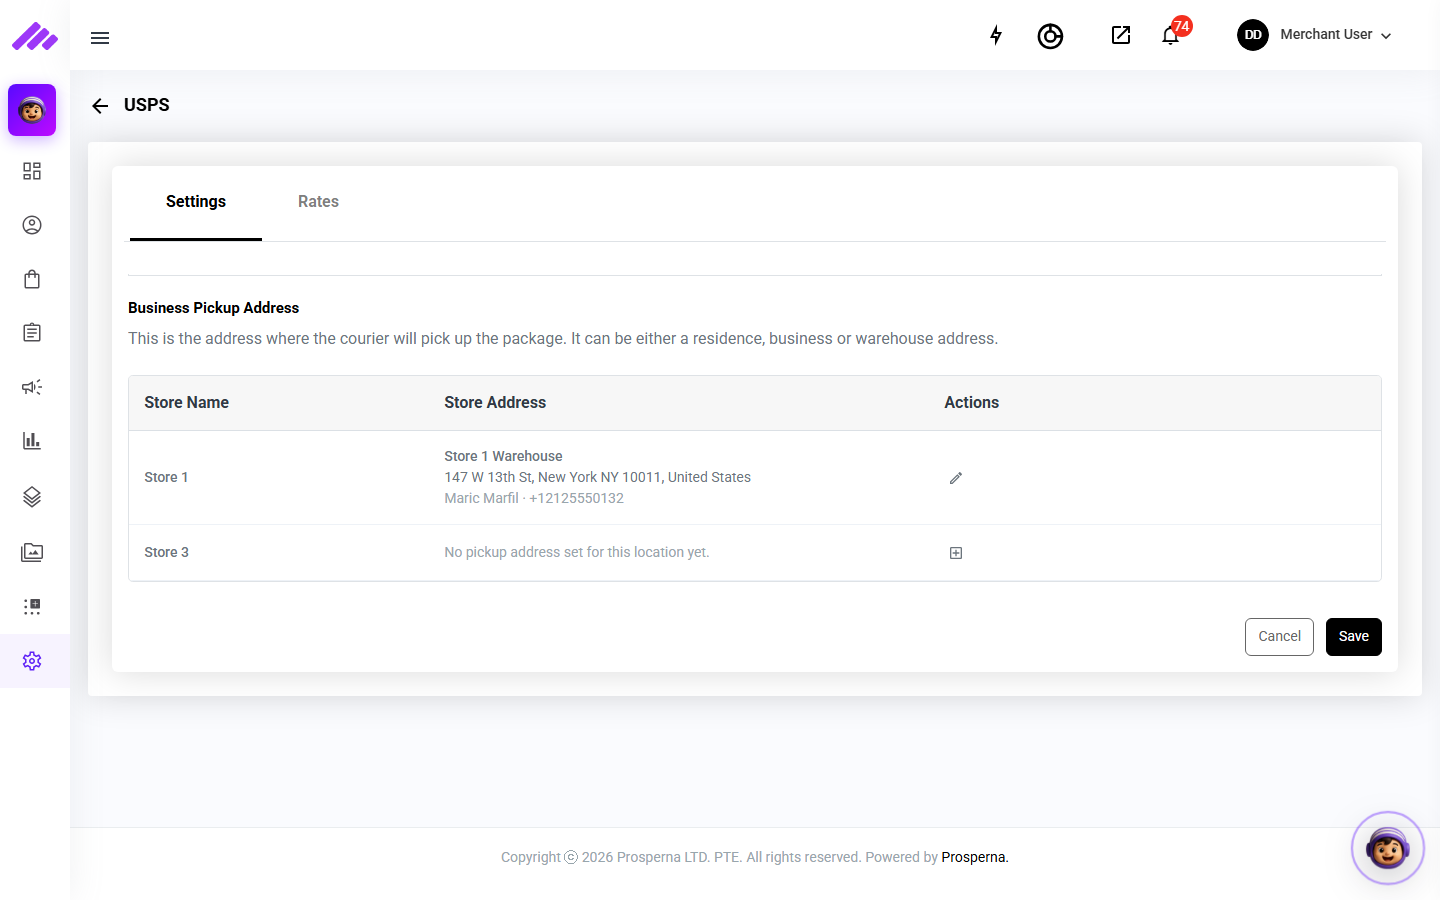 74
DD
Merchant User
USPS
Settings
Rates
Business Pickup Address
This is the address where the courier will pick up the package. It can be either a residence, business or warehouse address.
Store Name
Store Address
Actions
Store 1
Store 1 Warehouse
147 W 13th St, New York NY 10011, United States
Maric Marfil · +12125550132
Store 3
No pickup address set for this location yet.
Cancel
Save
Copyright © 2026 Prosperna LTD. PTE. All rights reserved. Powered by Prosperna.